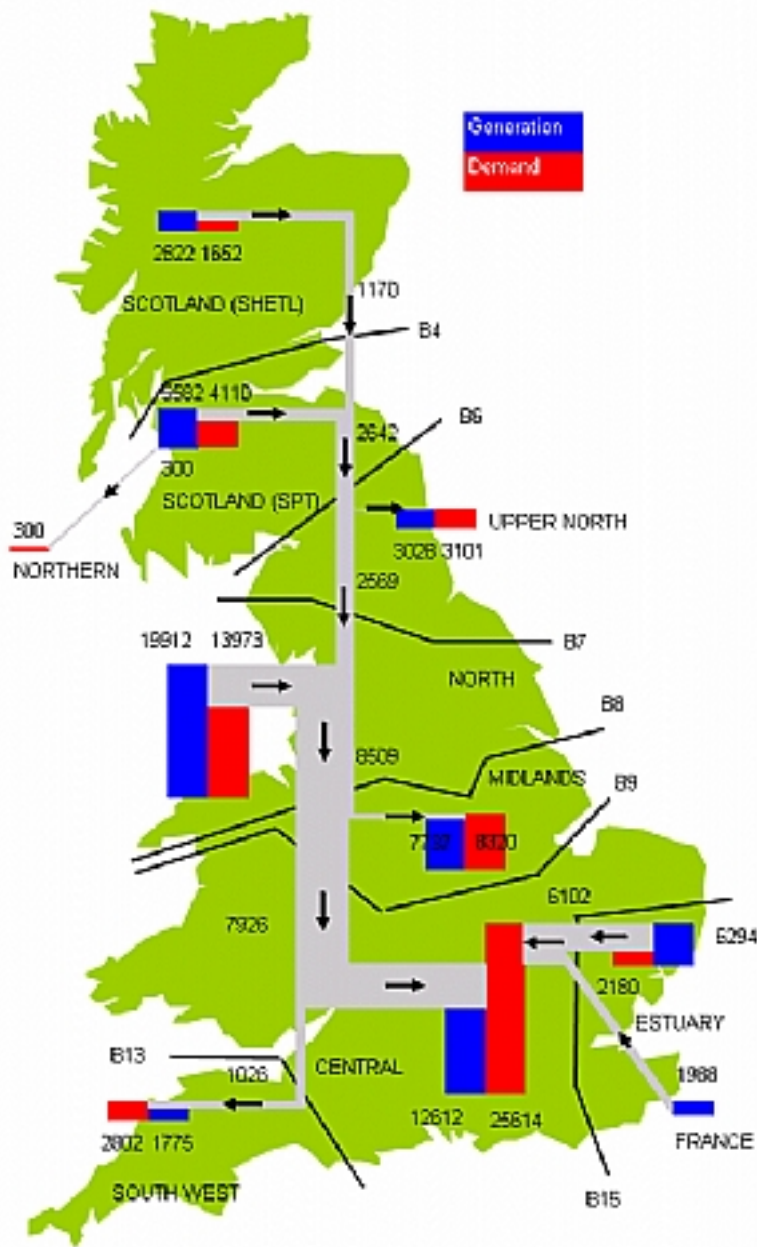 Generation
Demand
2822 1652
1170
SCOTLAND (SHETL)
B4
4110
B6
2642
300
SCOTLAND (SPT)
300
NORTHERN
UPPER NORTH
3028 3101
2569
19912 13973
B7
NORTH
B8
8509
MIDLANDS
B9
8320
6102
7926
6294
2180
ESTUARY
B13
1026
CENTRAL
1988
2802 1775
12612 25614
FRANCE
SOUTH WEST
B15